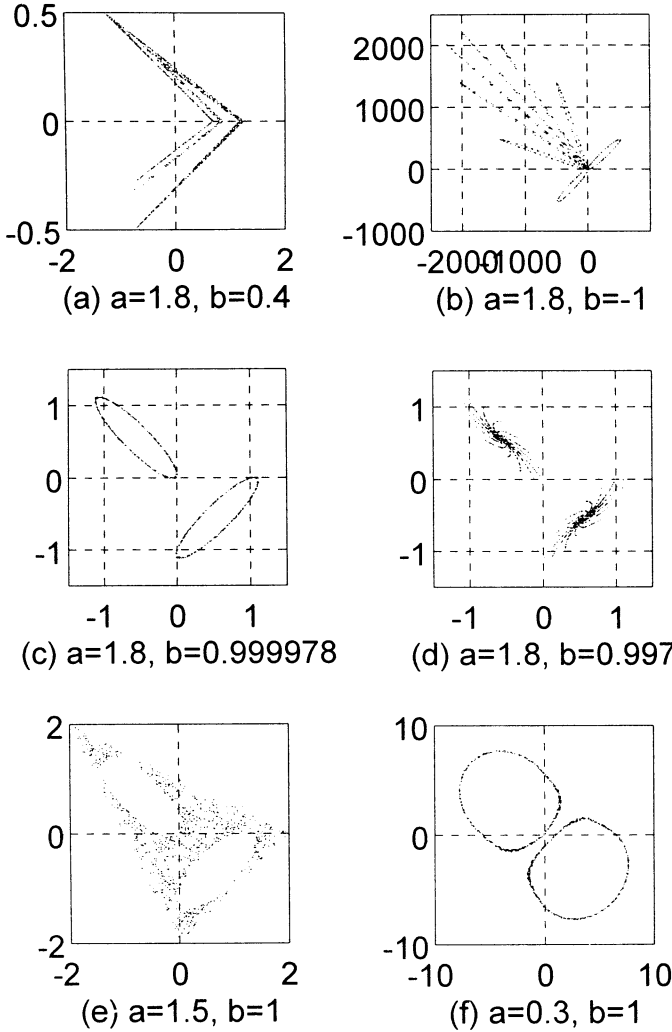 0.5
0
-0.5
-2 0 2
(a) a=1.8, b=0.4
2000
1000
0
-1000
-2000 -1000 0
(b) a=1.8, b=-1
1
0
-1
-1 0 1
(c) a=1.8, b=0.999978
1
0
-1
-1 0 1
(d) a=1.8, b=0.997
2
0
-2
-2 0 2
(e) a=1.5, b=1
10
0
-10
-10 0 10
(f) a=0.3, b=1